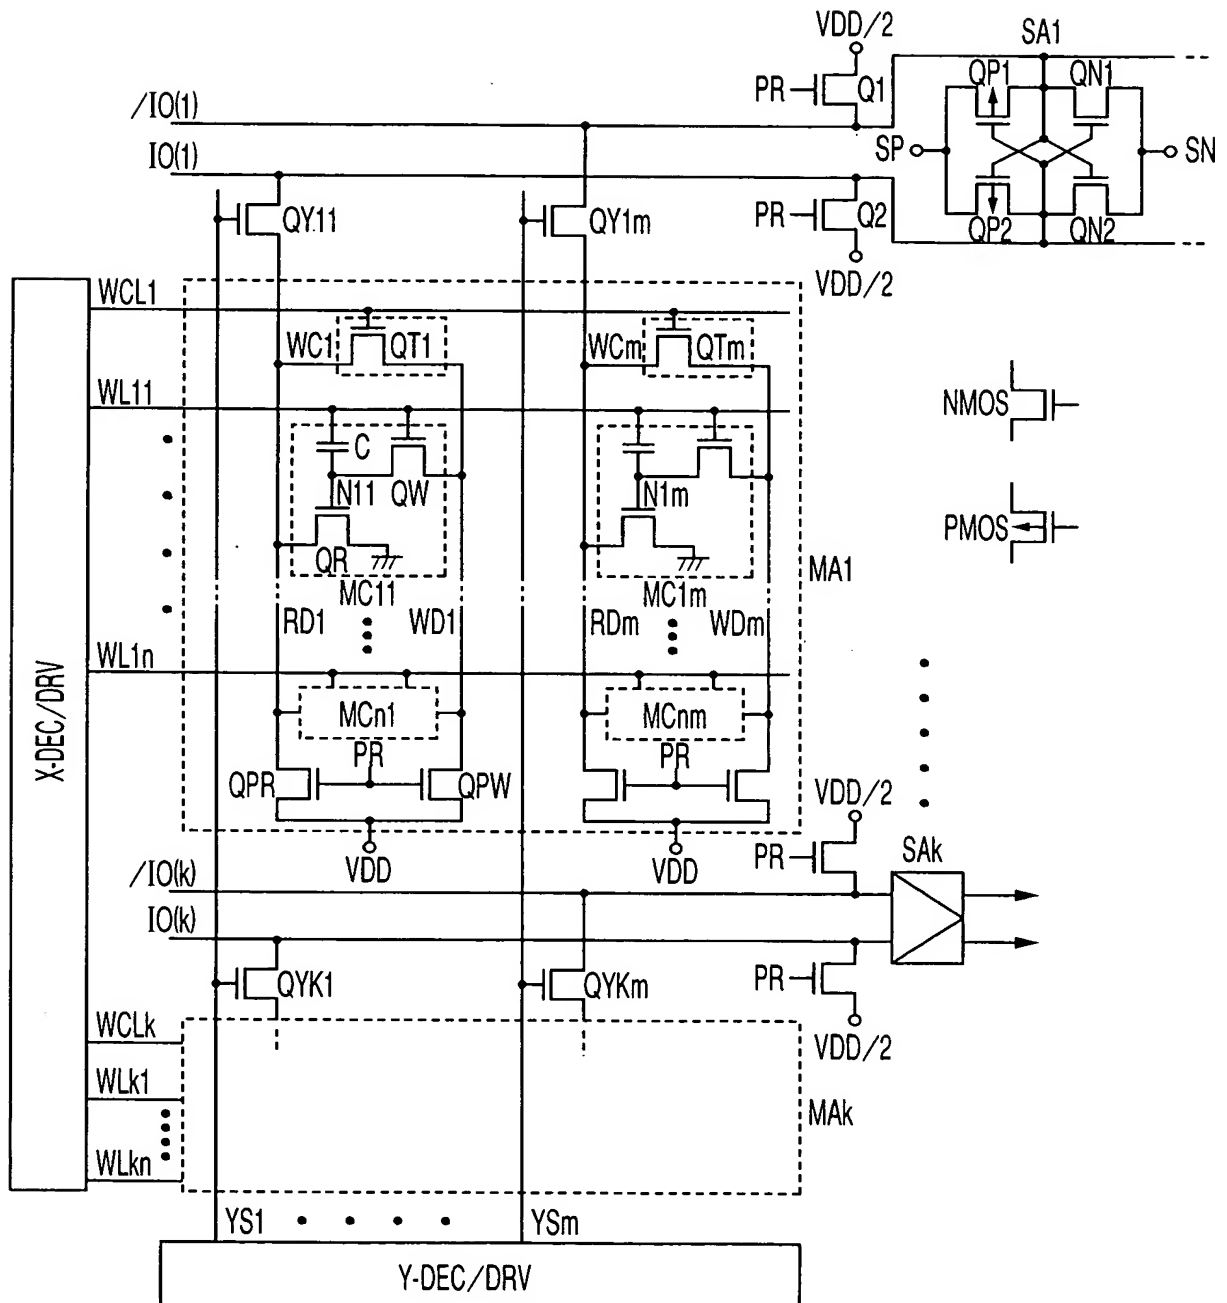 VDD/2
SA1
PR
Q1
QP1
QN1
/IO(1)
SP
SN
IO(1)
QY11
QY1m
PR
Q2
QP2
QN2
VDD/2
WCL1
WC1
QT1
WCm
QTm
WL11
NMOS
C
N11
QW
N1m
PMOS
QR
MC11
MC1m
MA1
RD1
WD1
RDm
WDm
WL1n
X-DEC/DRV
MCn1
MCnm
PR
PR
QPR
QPW
VDD/2
VDD
VDD
PR
SAk
/IO(k)
IO(k)
QYK1
QYKm
PR
WCLk
VDD/2
WLk1
MAk
WLkn
YS1
YSm
Y-DEC/DRV